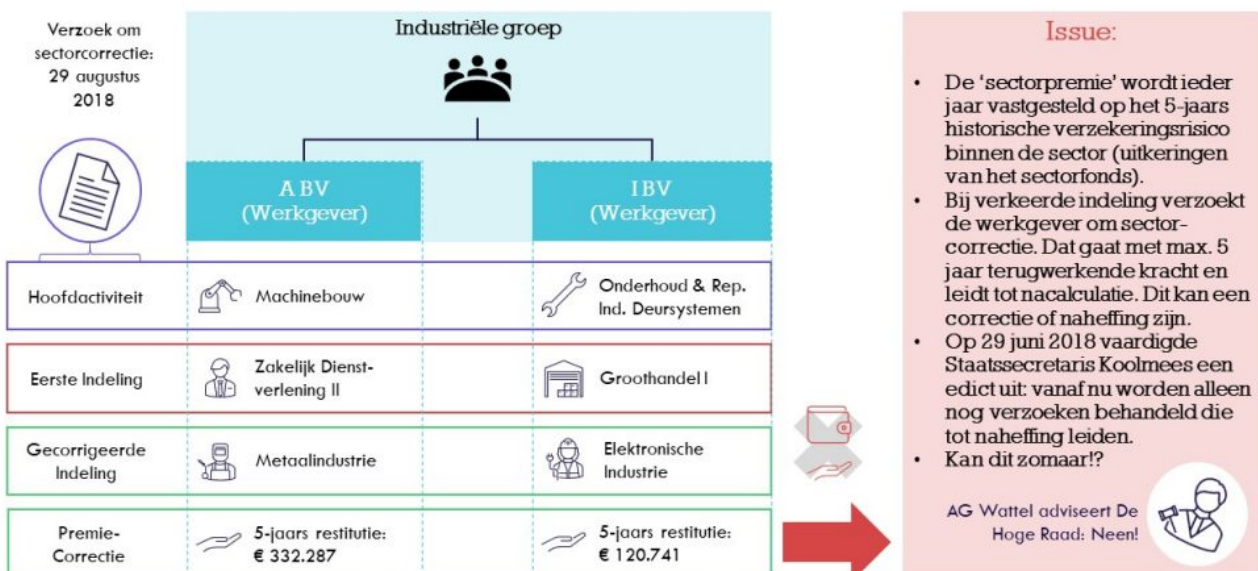 Verzoek om
sectorcorrectie:
29 augustus
2018
Industriële groep
A BV
(Werkgever)
I BV
(Werkgever)
Hoofdactiviteit
Machinebouw
Onderhoud & Rep.
Ind. Deursystemen
Eerste Indeling
Zakelijk Dienst-
verlening II
Groothandel I
Gecorrigeerde
Indeling
Metaalindustrie
Elektronische
Industrie
Premie-
Correctie
5-jaars restitutie:
€ 332.287
5-jaars restitutie:
€ 120.741
Issue:
• De ‘sectorpremie’ wordt ieder
jaar vastgesteld op het 5-jaars
historische verzekeringsrisico
binnen de sector (uitkeringen
van het sectorfonds).
• Bij verkeerde indeling verzoekt
de werkgever om sector-
correctie. Dat gaat met max. 5
jaar terugwerkende kracht en
leidt tot nacalculatie. Dit kan een
correctie of naheffing zijn.
• Op 29 juni 2018 vaardigde
Staatssecretaris Koolmees een
edict uit: vanaf nu worden alleen
nog verzoeken behandeld die
tot naheffing leiden.
• Kan dit zomaar!?
AG Wattel adviseert De
Hoge Raad: Neen!